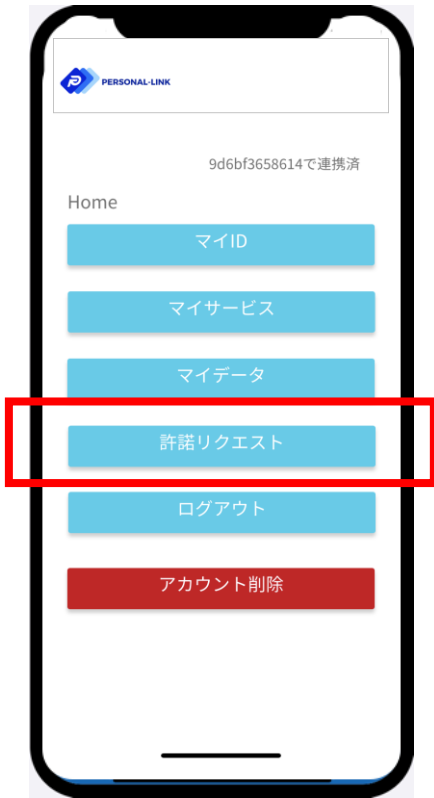 PERSONAL-LINK
9d6bf3658614で連携済
Home
マイID
マイサービス
マイデータ
許諾リクエスト
ログアウト
アカウント削除